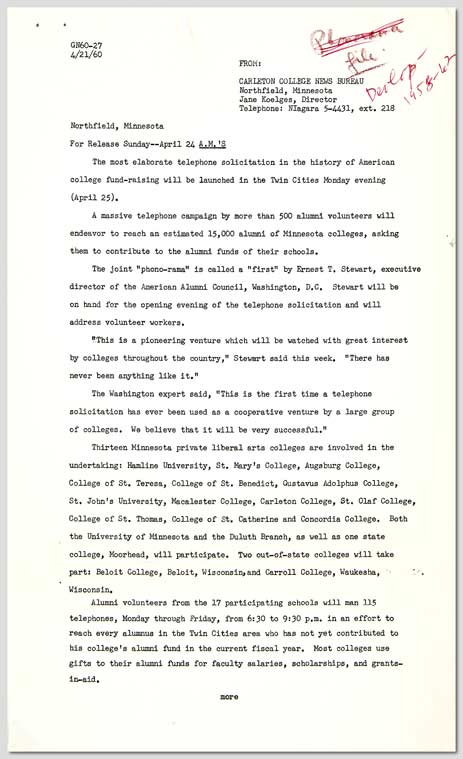 GN60-27
4/21/60
Phonorama
file
Develop-
1958-62
FROM:
CARLETON COLLEGE NEWS BUREAU
Northfield, Minnesota
Jane Koelges, Director
Telephone: NIagara 5-4431, ext. 218
Northfield, Minnesota
For Release Sunday--April 24 A.M.'S
The most elaborate telephone solicitation in the history of American
college fund-raising will be launched in the Twin Cities Monday evening
(April 25).
A massive telephone campaign by more than 500 alumni volunteers will
endeavor to reach an estimated 15,000 alumni of Minnesota colleges, asking
them to contribute to the alumni funds of their schools.
The joint "phono-rama" is called a "first" by Ernest T. Stewart, executive
director of the American Alumni Council, Washington, D.C. Stewart will be
on hand for the opening evening of the telephone solicitation and will
address volunteer workers.
"This is a pioneering venture which will be watched with great interest
by colleges throughout the country," Stewart said this week. "There has
never been anything like it."
The Washington expert said, "This is the first time a telephone
solicitation has ever been used as a cooperative venture by a large group
of colleges. We believe that it will be very successful."
Thirteen Minnesota private liberal arts colleges are involved in the
undertaking: Hamline University, St. Mary's College, Augsburg College,
College of St. Teresa, College of St. Benedict, Gustavus Adolphus College,
St. John's University, Macalester College, Carleton College, St. Olaf College,
College of St. Thomas, College of St. Catherine and Concordia College. Both
the University of Minnesota and the Duluth Branch, as well as one state
college, Moorhead, will participate. Two out-of-state colleges will take
part: Beloit College, Beloit, Wisconsin,and Carroll College, Waukesha,
Wisconsin.
Alumni volunteers from the 17 participating schools will man 115
telephones, Monday through Friday, from 6:30 to 9:30 p.m. in an effort to
reach every alumnus in the Twin Cities area who has not yet contributed to
his college's alumni fund in the current fiscal year. Most colleges use
gifts to their alumni funds for faculty salaries, scholarships, and grants-
in-aid.
more